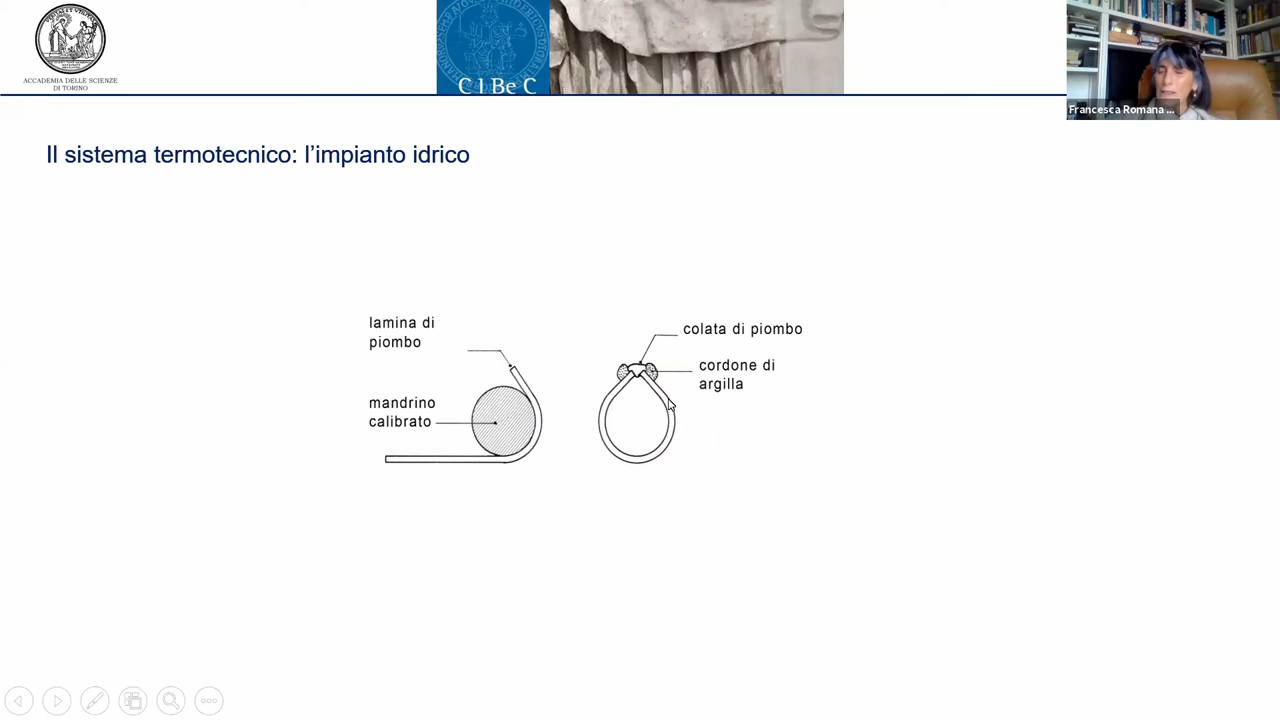 ACCADEMIA DELLE SCIENZE
DI TORINO
C I Be C
Francesca Romana ...
Il sistema termotecnico: l’impianto idrico
lamina di
piombo
mandrino
calibrato
colata di piombo
cordone di
argilla